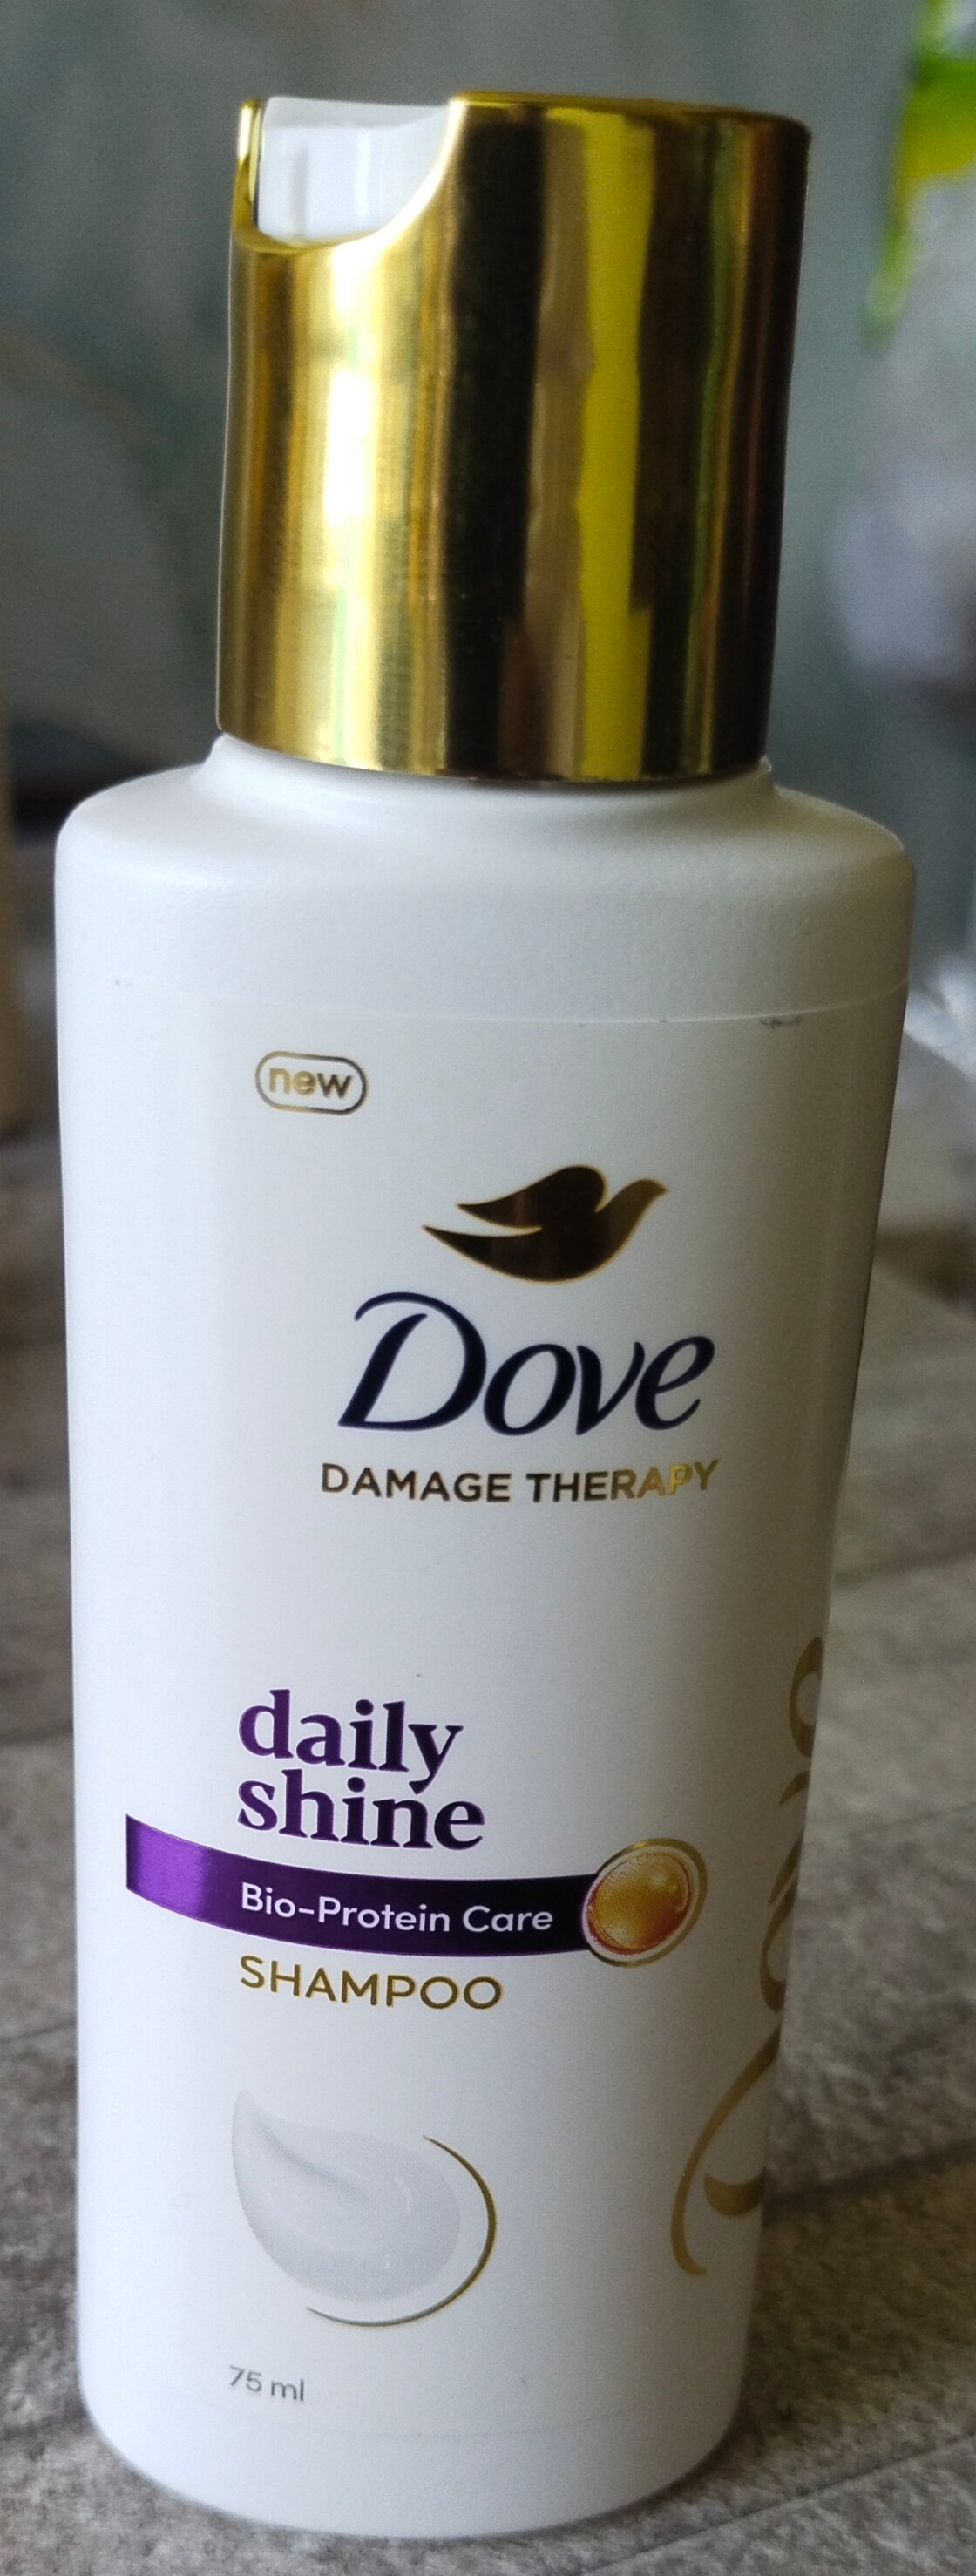 new
Dove
DAMAGE THERAPY
daily
shine
Bio-Protein Care
SHAMPOO
75 ml